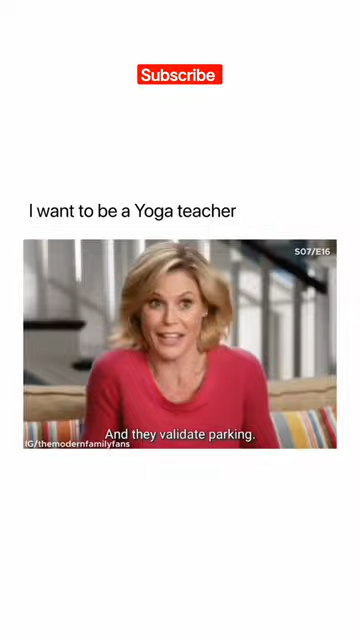 Subscribe
I want to be a Yoga teacher
S07/E16
And they validate parking.
IG/themodernfamilyfans